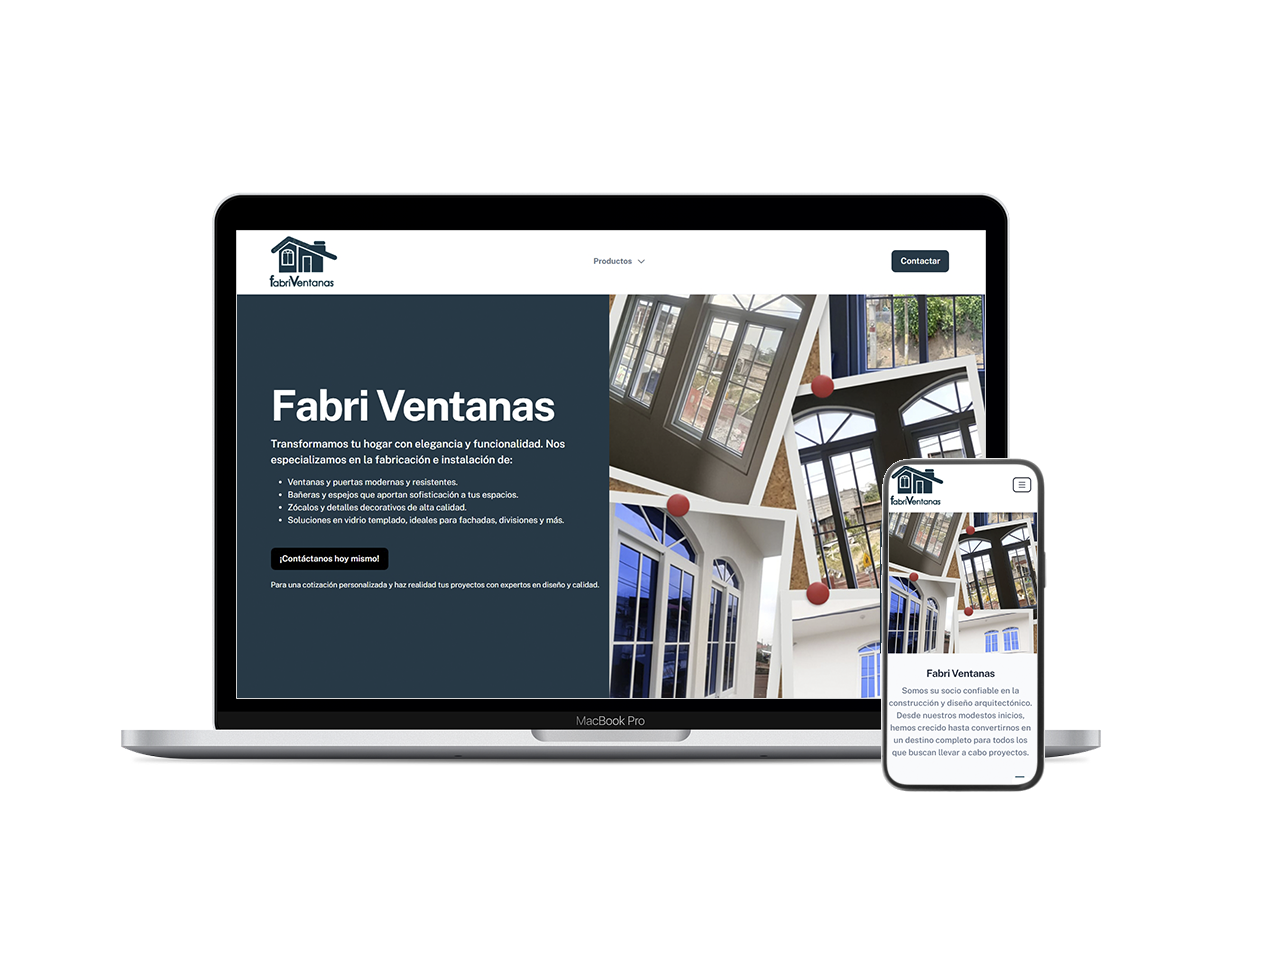 fabriVentanas
Productos
Contactar
Fabri Ventanas
Transformamos tu hogar con elegancia y funcionalidad. Nos
especializamos en la fabricación e instalación de:
• Ventanas y puertas modernas y resistentes.
• Bañeras y espejos que aportan sofisticación a tus espacios.
• Zócalos y detalles decorativos de alta calidad.
• Soluciones en vidrio templado, ideales para fachadas, divisiones y más.
¡Contáctanos hoy mismo!
Para una cotización personalizada y haz realidad tus proyectos con expertos en diseño y calidad.
MacBook Pro
fabriVentanas
Fabri Ventanas
Somos su socio confiable en la
construcción y diseño arquitectónico.
Desde nuestros modestos inicios,
hemos crecido hasta convertirnos en
un destino completo para todos los
que buscan llevar a cabo proyectos.